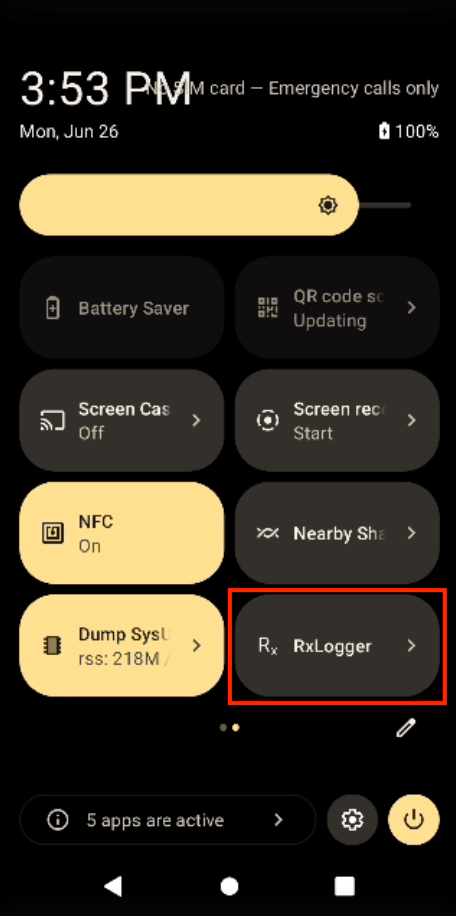 3:53 PM
No SIM card — Emergency calls only
Mon, Jun 26
100%
Battery Saver
QR code sc
Updating
Screen Cas
Off
Screen rec
Start
NFC
On
Nearby Sha
Dump SysU
rss: 218M /
Rx RxLogger
5 apps are active